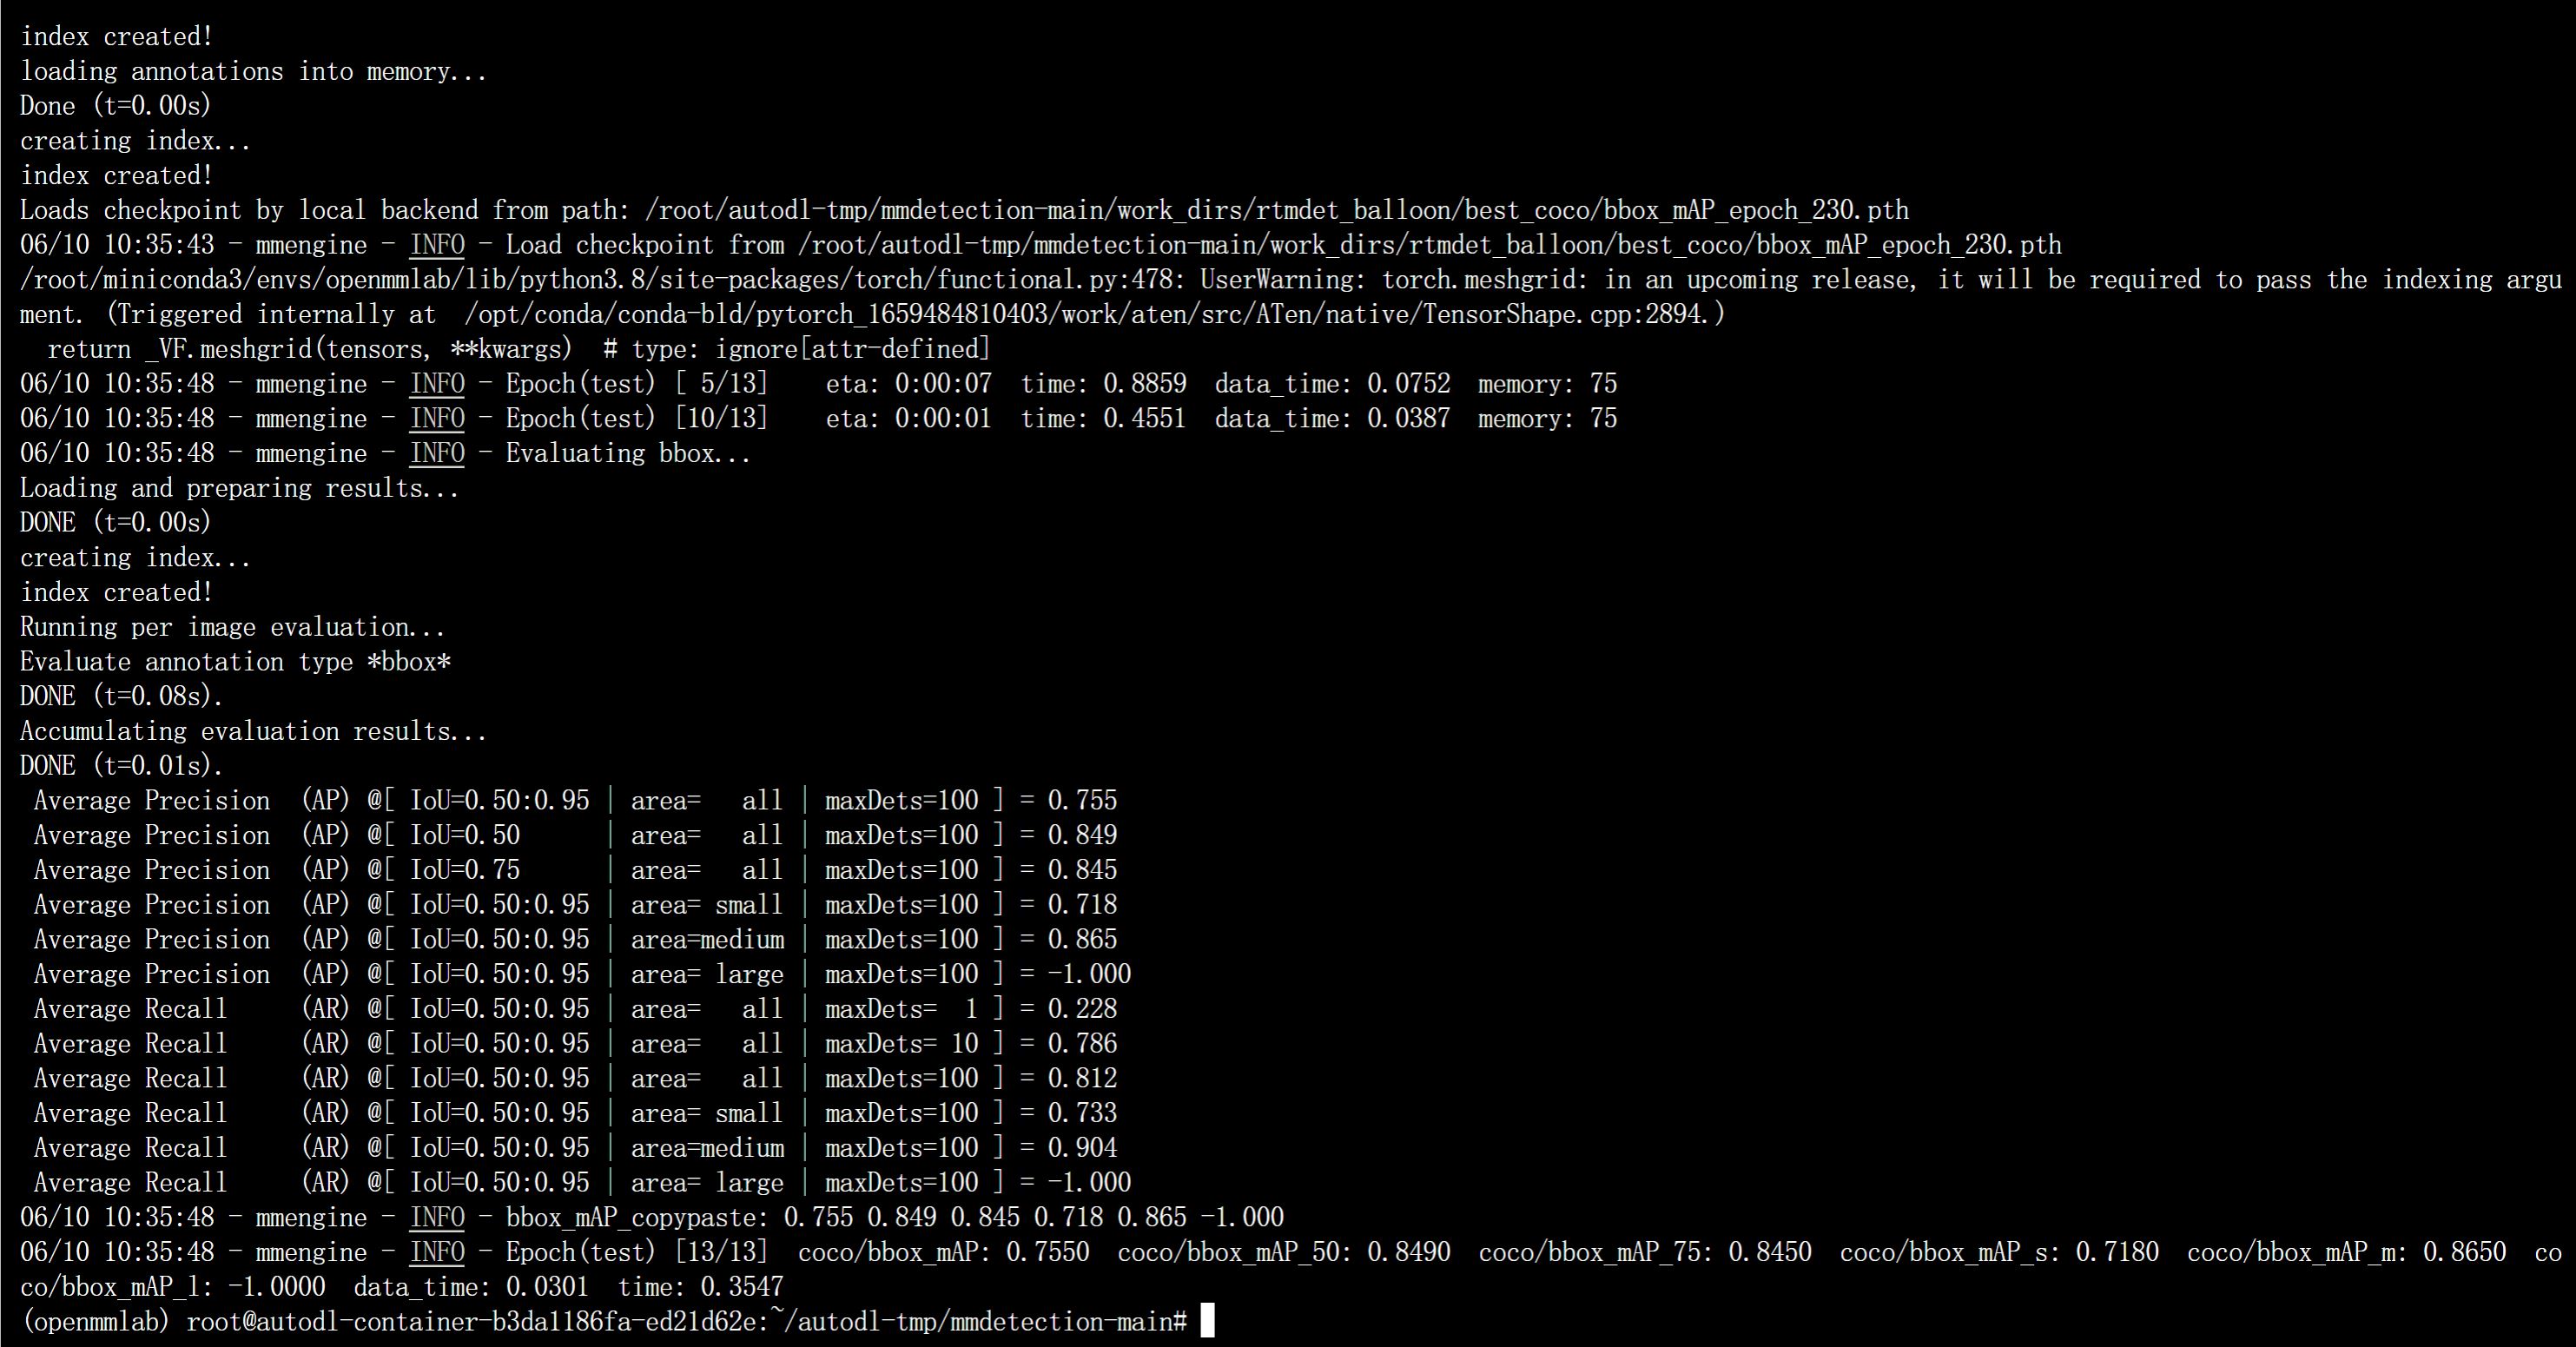 index created!
loading annotations into memory...
Done (t=0.00s)
creating index...
index created!
Loads checkpoint by local backend from path: /root/autodl-tmp/mmdetection-main/work_dirs/rtmdet_balloon/best_coco/bbox_mAP_epoch_230.pth
06/10 10:35:43 - mmengine - INFO - Load checkpoint from /root/autodl-tmp/mmdetection-main/work_dirs/rtmdet_balloon/best_coco/bbox_mAP_epoch_230.pth
/root/miniconda3/envs/openmmlab/lib/python3.8/site-packages/torch/functional.py:478: UserWarning: torch.meshgrid: in an upcoming release, it will be required to pass the indexing argu
ment. (Triggered internally at  /opt/conda/conda-bld/pytorch_1659484810403/work/aten/src/ATen/native/TensorShape.cpp:2894.)
  return _VF.meshgrid(tensors, **kwargs)  # type: ignore[attr-defined]
06/10 10:35:48 - mmengine - INFO - Epoch(test) [ 5/13]    eta: 0:00:07  time: 0.8859  data_time: 0.0752  memory: 75
06/10 10:35:48 - mmengine - INFO - Epoch(test) [10/13]    eta: 0:00:01  time: 0.4551  data_time: 0.0387  memory: 75
06/10 10:35:48 - mmengine - INFO - Evaluating bbox...
Loading and preparing results...
DONE (t=0.00s)
creating index...
index created!
Running per image evaluation...
Evaluate annotation type *bbox*
DONE (t=0.08s).
Accumulating evaluation results...
DONE (t=0.01s).
 Average Precision  (AP) @[ IoU=0.50:0.95 | area=   all | maxDets=100 ] = 0.755
 Average Precision  (AP) @[ IoU=0.50      | area=   all | maxDets=100 ] = 0.849
 Average Precision  (AP) @[ IoU=0.75      | area=   all | maxDets=100 ] = 0.845
 Average Precision  (AP) @[ IoU=0.50:0.95 | area= small | maxDets=100 ] = 0.718
 Average Precision  (AP) @[ IoU=0.50:0.95 | area=medium | maxDets=100 ] = 0.865
 Average Precision  (AP) @[ IoU=0.50:0.95 | area= large | maxDets=100 ] = -1.000
 Average Recall     (AR) @[ IoU=0.50:0.95 | area=   all | maxDets=  1 ] = 0.228
 Average Recall     (AR) @[ IoU=0.50:0.95 | area=   all | maxDets= 10 ] = 0.786
 Average Recall     (AR) @[ IoU=0.50:0.95 | area=   all | maxDets=100 ] = 0.812
 Average Recall     (AR) @[ IoU=0.50:0.95 | area= small | maxDets=100 ] = 0.733
 Average Recall     (AR) @[ IoU=0.50:0.95 | area=medium | maxDets=100 ] = 0.904
 Average Recall     (AR) @[ IoU=0.50:0.95 | area= large | maxDets=100 ] = -1.000
06/10 10:35:48 - mmengine - INFO - bbox_mAP_copypaste: 0.755 0.849 0.845 0.718 0.865 -1.000
06/10 10:35:48 - mmengine - INFO - Epoch(test) [13/13]  coco/bbox_mAP: 0.7550  coco/bbox_mAP_50: 0.8490  coco/bbox_mAP_75: 0.8450  coco/bbox_mAP_s: 0.7180  coco/bbox_mAP_m: 0.8650  co
co/bbox_mAP_l: -1.0000  data_time: 0.0301  time: 0.3547
(openmmlab) root@autodl-container-b3da1186fa-ed21d62e:~/autodl-tmp/mmdetection-main#